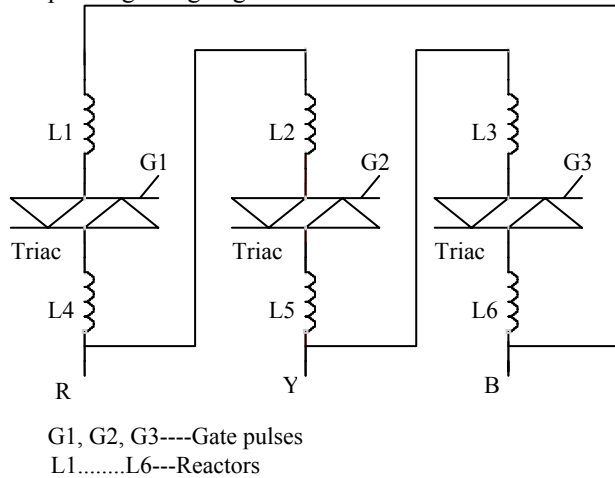 L1
L2
L3
G1
G2
G3
Triac
Triac
Triac
L4
L5
L6
R
Y
B
G1, G2, G3----Gate pulses
L1........L6---Reactors